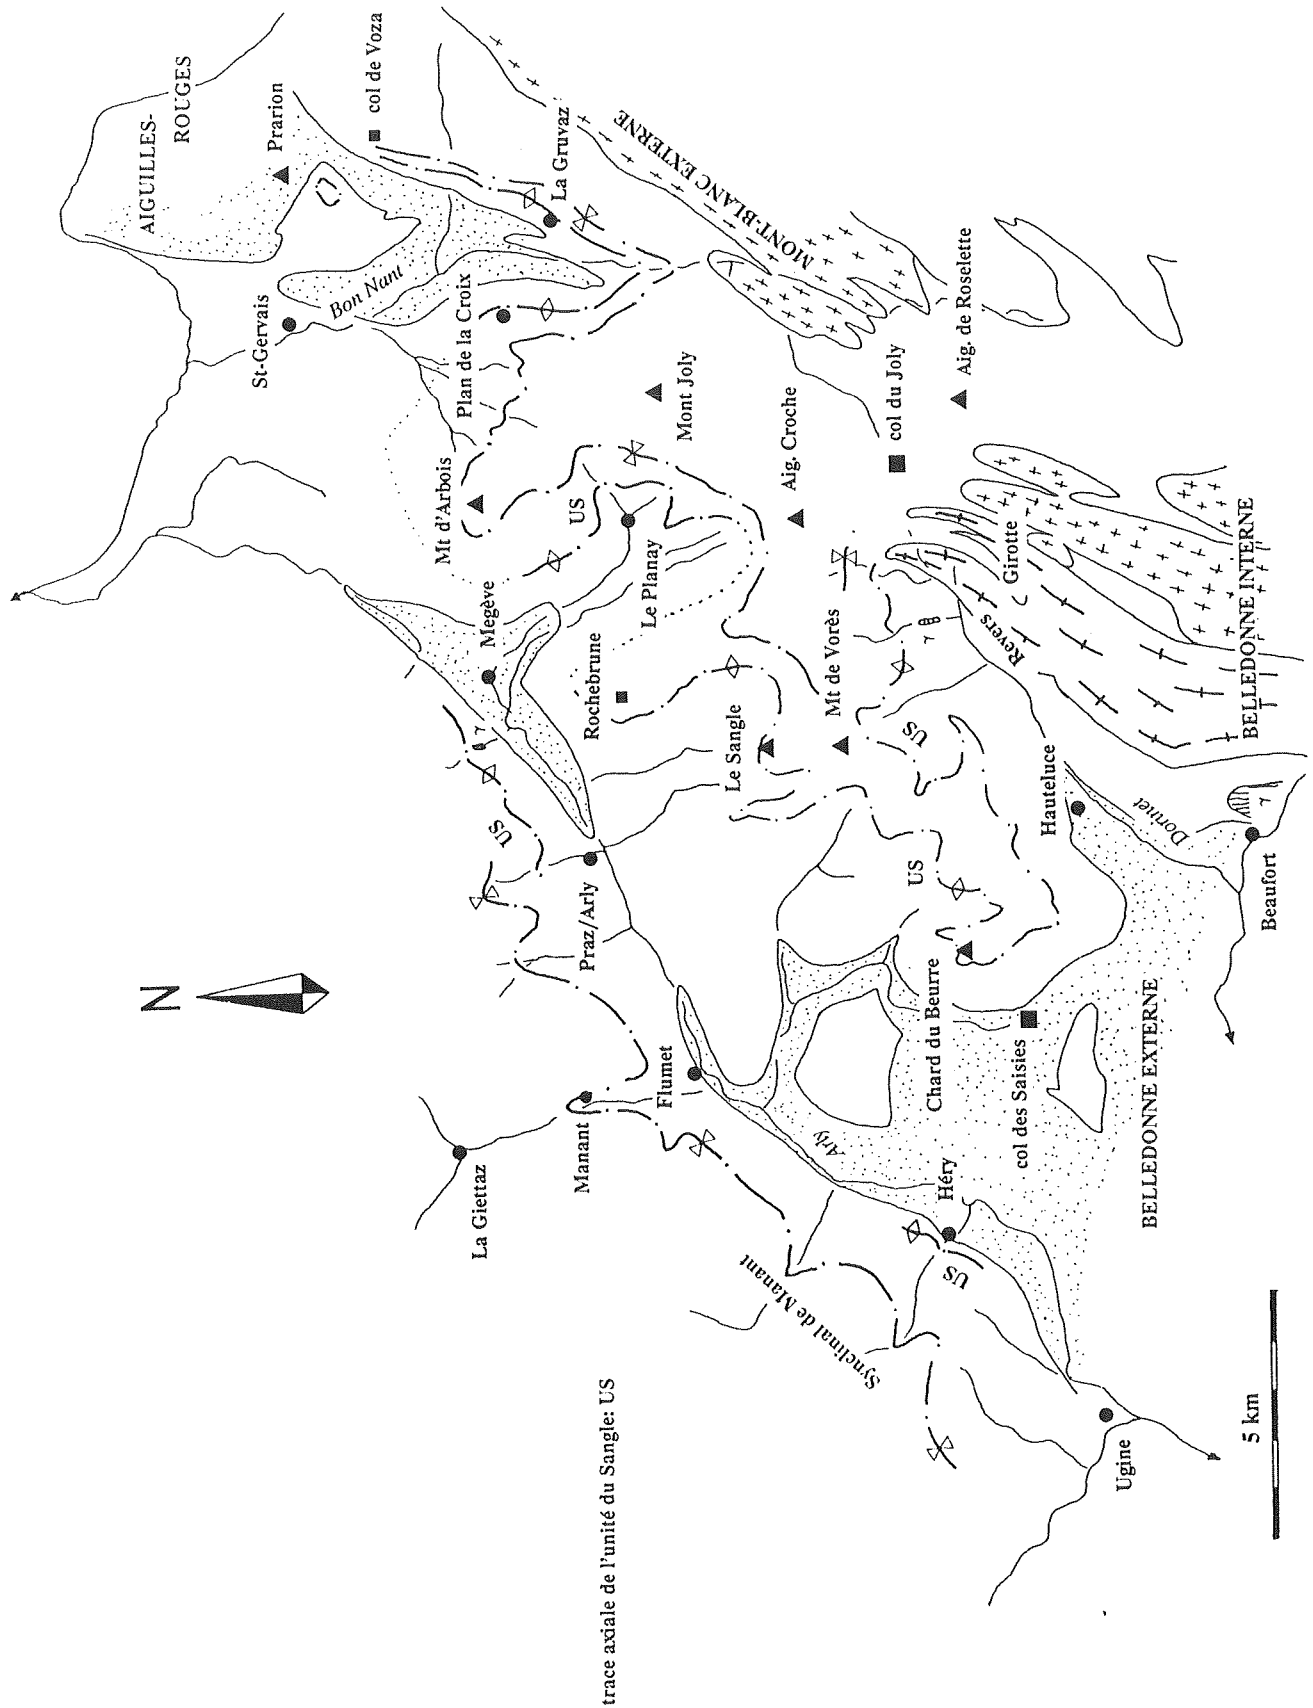 N
AIGUILLES-
ROUGES
Prarion
col de Voza
St-Gervais
Bon Nant
Plan de la Croix
La Gruvaz
MONT-BLANC EXTERNE
Mont Joly
Mt d'Arbois
US
Le Planay
Megève
γ
Rochebrune
Aig. Croche
col du Joly
Aig. de Roselette
Girotte
Revers
γ
BELLEDONNE INTERNE
Le Sangle
Mt de Vorès
US
US
Praz/Arly
US
Hauteluce
Dorinet
γ
Beaufort
Chard du Beurre
col des Saisies
BELLEDONNE EXTERNE
La Giettaz
Manant
Flumet
Arly
Héry
US
Synclinal de Manant
Ugine
5 km
trace axiale de l'unité du Sangle: US